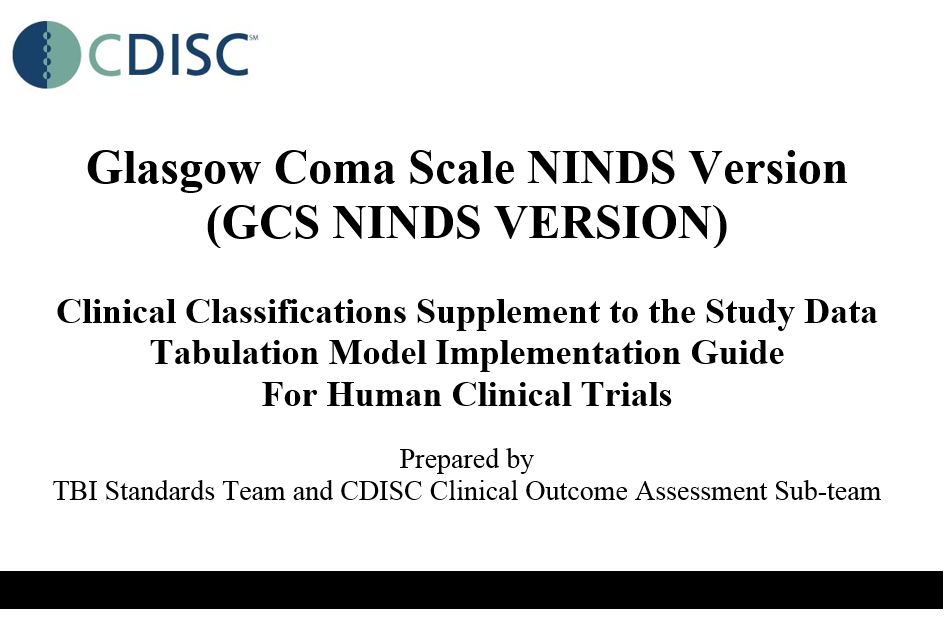 CDISC℠
Glasgow Coma Scale NINDS Version
(GCS NINDS VERSION)
Clinical Classifications Supplement to the Study Data
Tabulation Model Implementation Guide
For Human Clinical Trials
Prepared by
TBI Standards Team and CDISC Clinical Outcome Assessment Sub-team